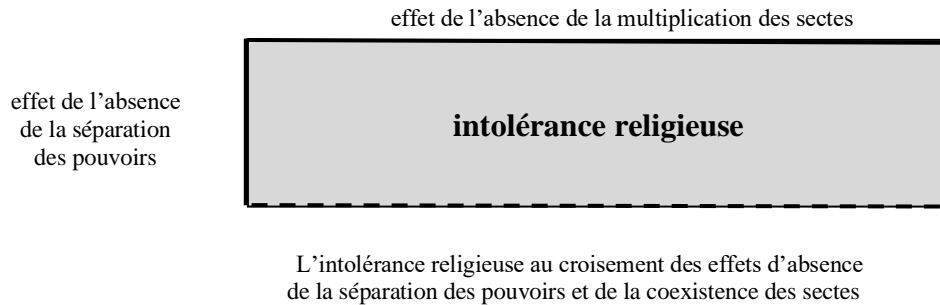 effet de l’absence de la multiplication des sectes
effet de l’absence
de la séparation
des pouvoirs
intolérance religieuse
L’intolérance religieuse au croisement des effets d’absence
de la séparation des pouvoirs et de la coexistence des sectes